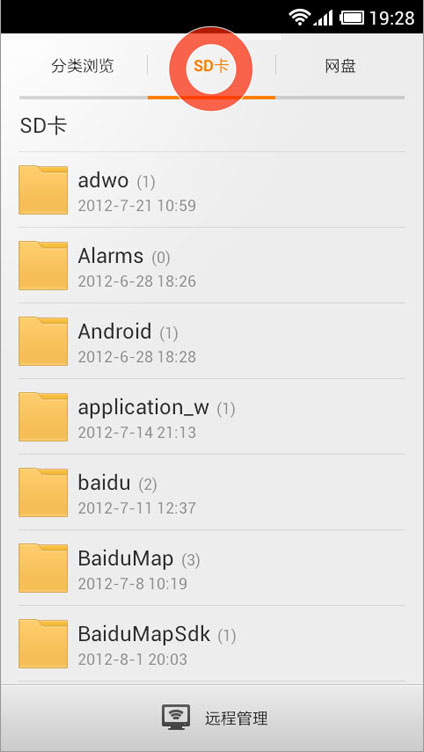 19:28
分类浏览 SD卡 网盘
SD卡
adwo (1)
2012-7-21 10:59
Alarms (0)
2012-6-28 18:26
Android (1)
2012-6-28 18:28
application_w (1)
2012-7-14 21:13
baidu (2)
2012-7-11 12:37
BaiduMap (3)
2012-7-8 10:19
BaiduMapSdk (1)
2012-8-1 20:03
远程管理